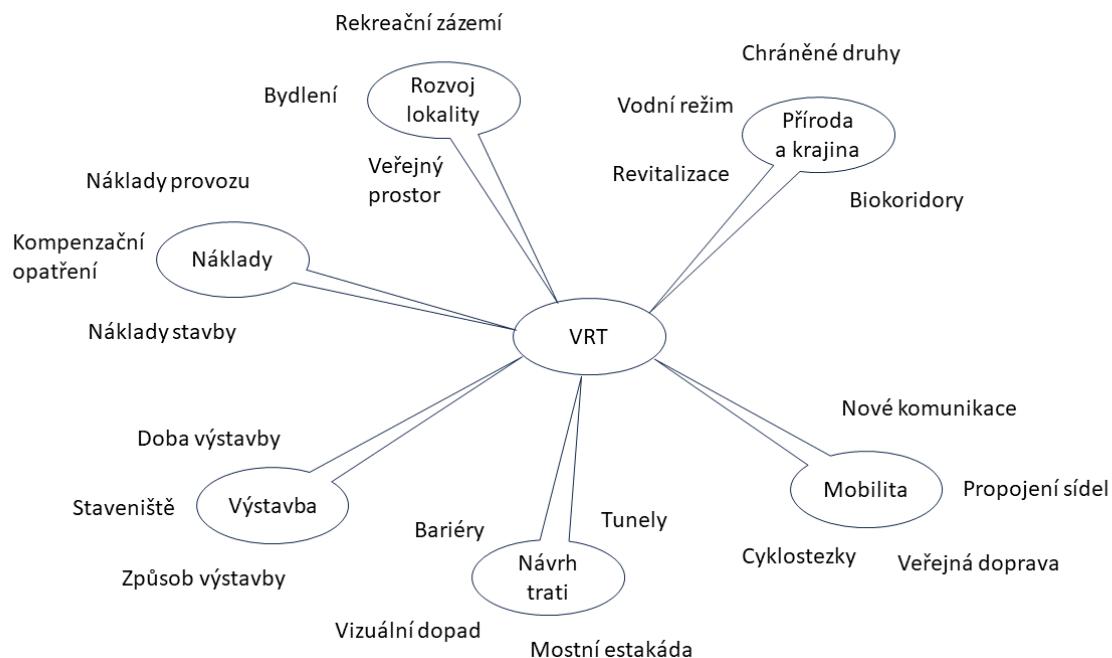 Rekreační zázemí
Bydlení
Rozvoj
lokality
Veřejný
prostor
Chráněné druhy
Vodní režim
Příroda
a krajina
Revitalizace
Biokoridory
Náklady provozu
Kompenzační
opatření
Náklady
Náklady stavby
VRT
Doba výstavby
Staveniště
Výstavba
Způsob výstavby
Bariéry
Tunely
Návrh
trati
Vizuální dopad
Mostní estakáda
Nové komunikace
Mobilita
Propojení sídel
Cyklostezky
Veřejná doprava